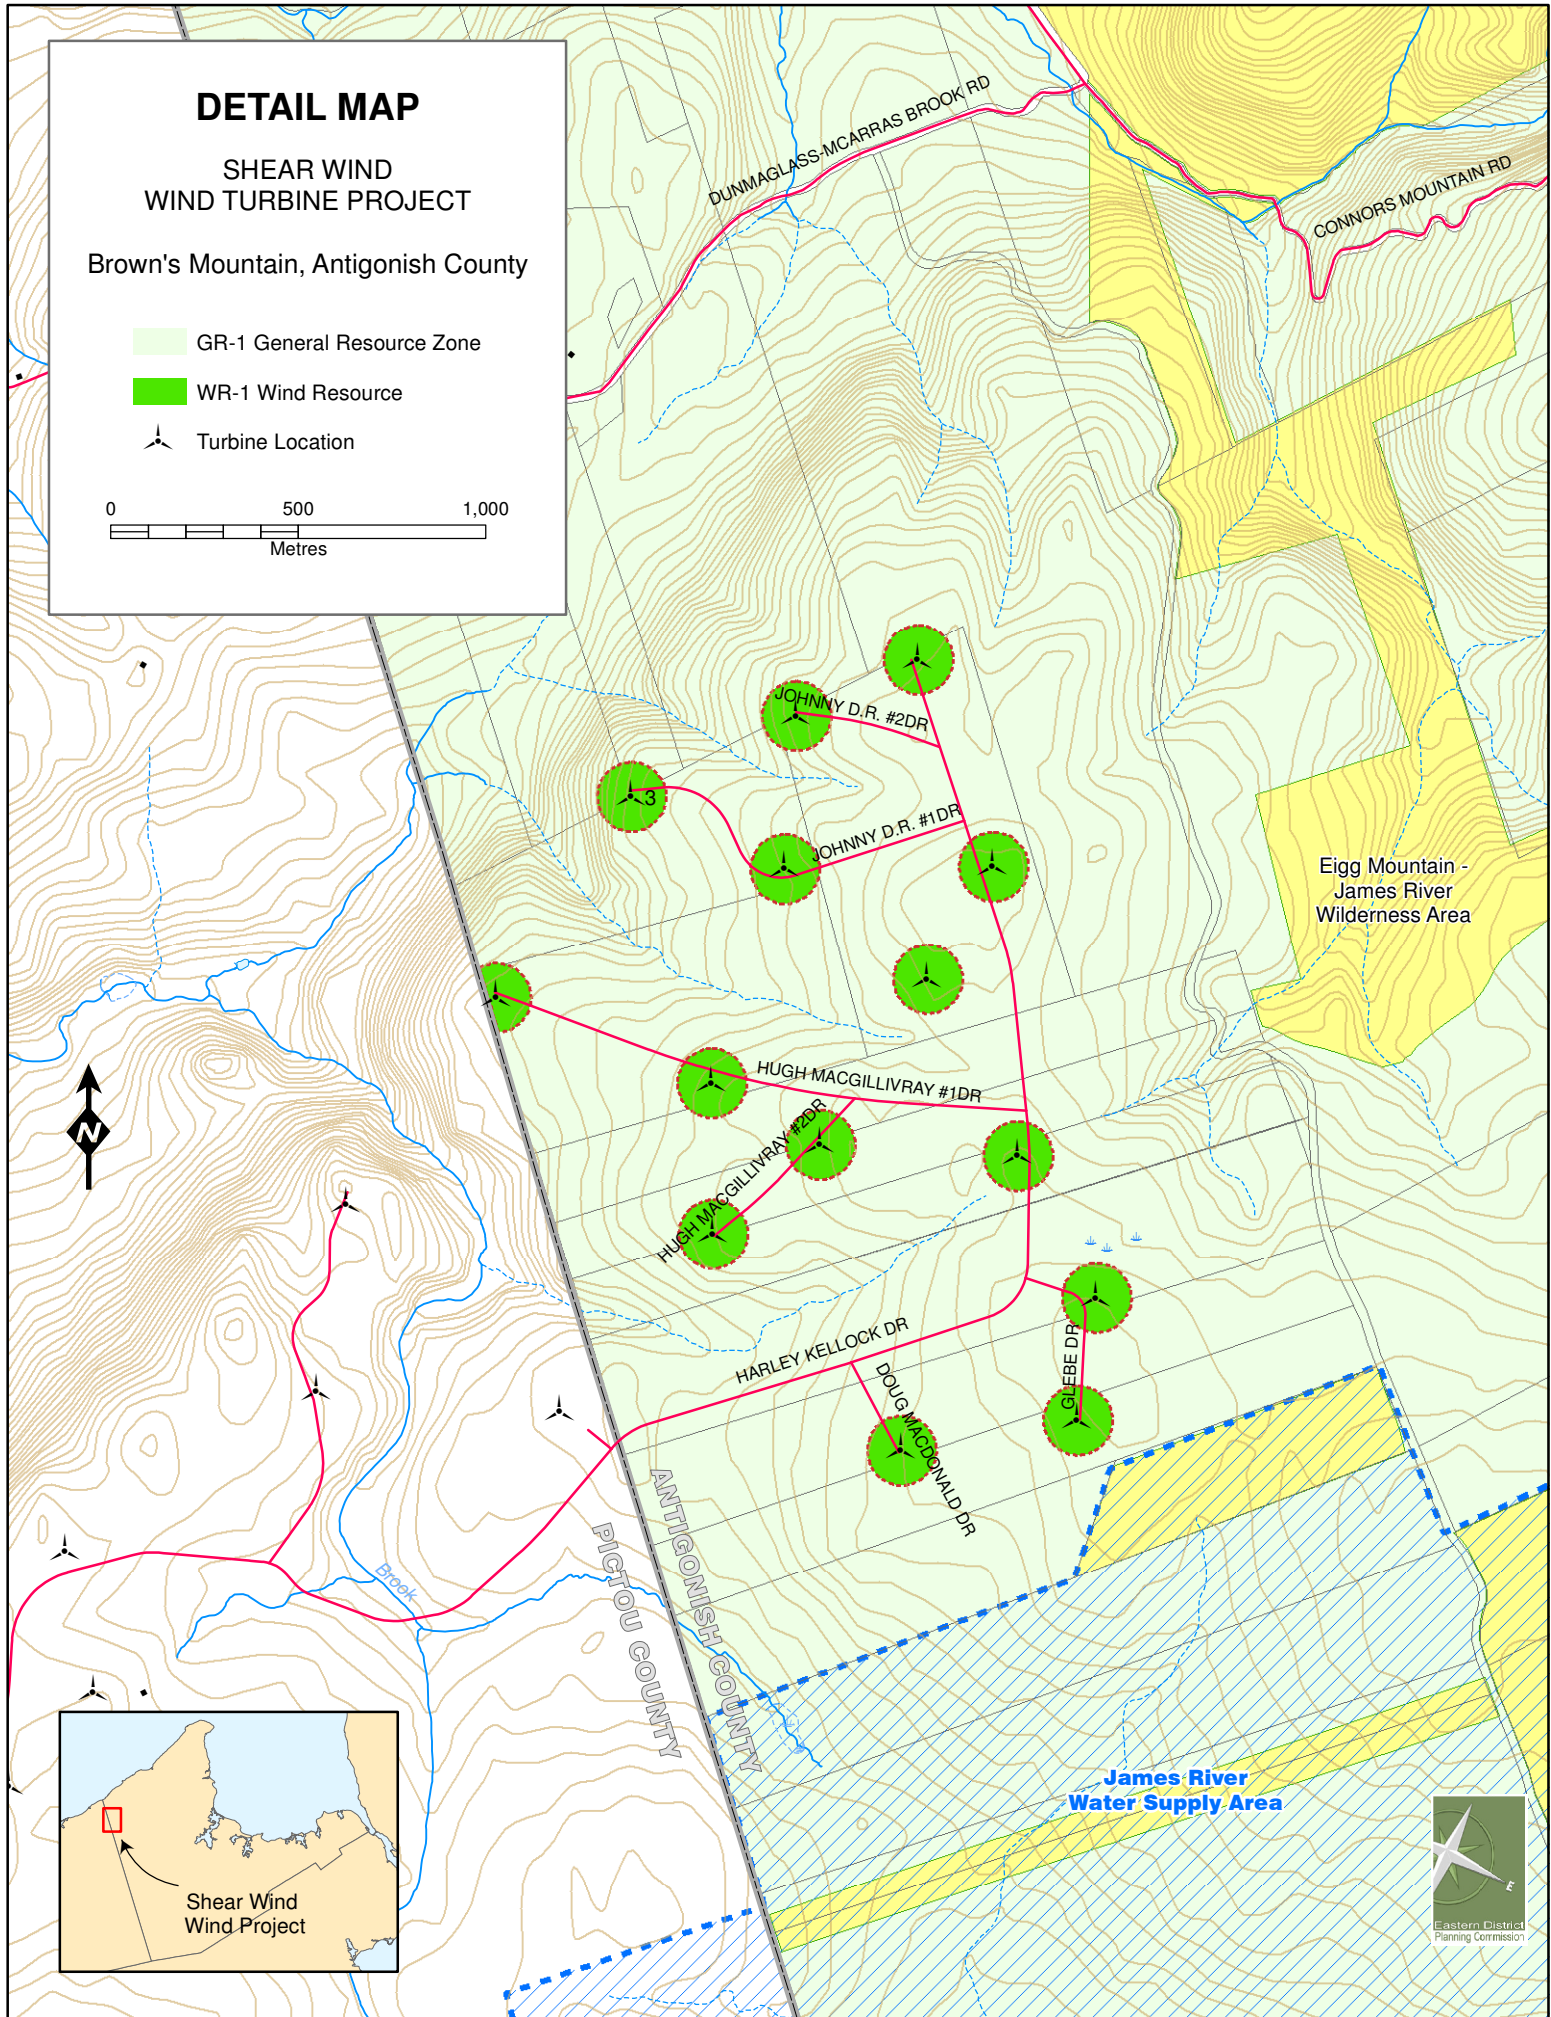 DETAIL MAP
SHEAR WIND
WIND TURBINE PROJECT
Brown's Mountain, Antigonish County
GR-1 General Resource Zone
WR-1 Wind Resource
Turbine Location
0 500 1,000
Metres
DUNMAGLASS-MCARRAS BROOK RD
CONNORS MOUNTAIN RD
JOHNNY D.R. #2DR
3
JOHNNY D.R. #1DR
Eigg Mountain -
James River
Wilderness Area
HUGH MACGILLIVRAY #1DR
HUGH MACGILLIVRAY #2DR
N
HARLEY KELLOCK DR
GLEBE DR
DOUG MACDONALD DR
ANTIGONISH COUNTY
PICTOU COUNTY
Brook
James River
Water Supply Area
Shear Wind
Wind Project
E
Eastern District
Planning Commission